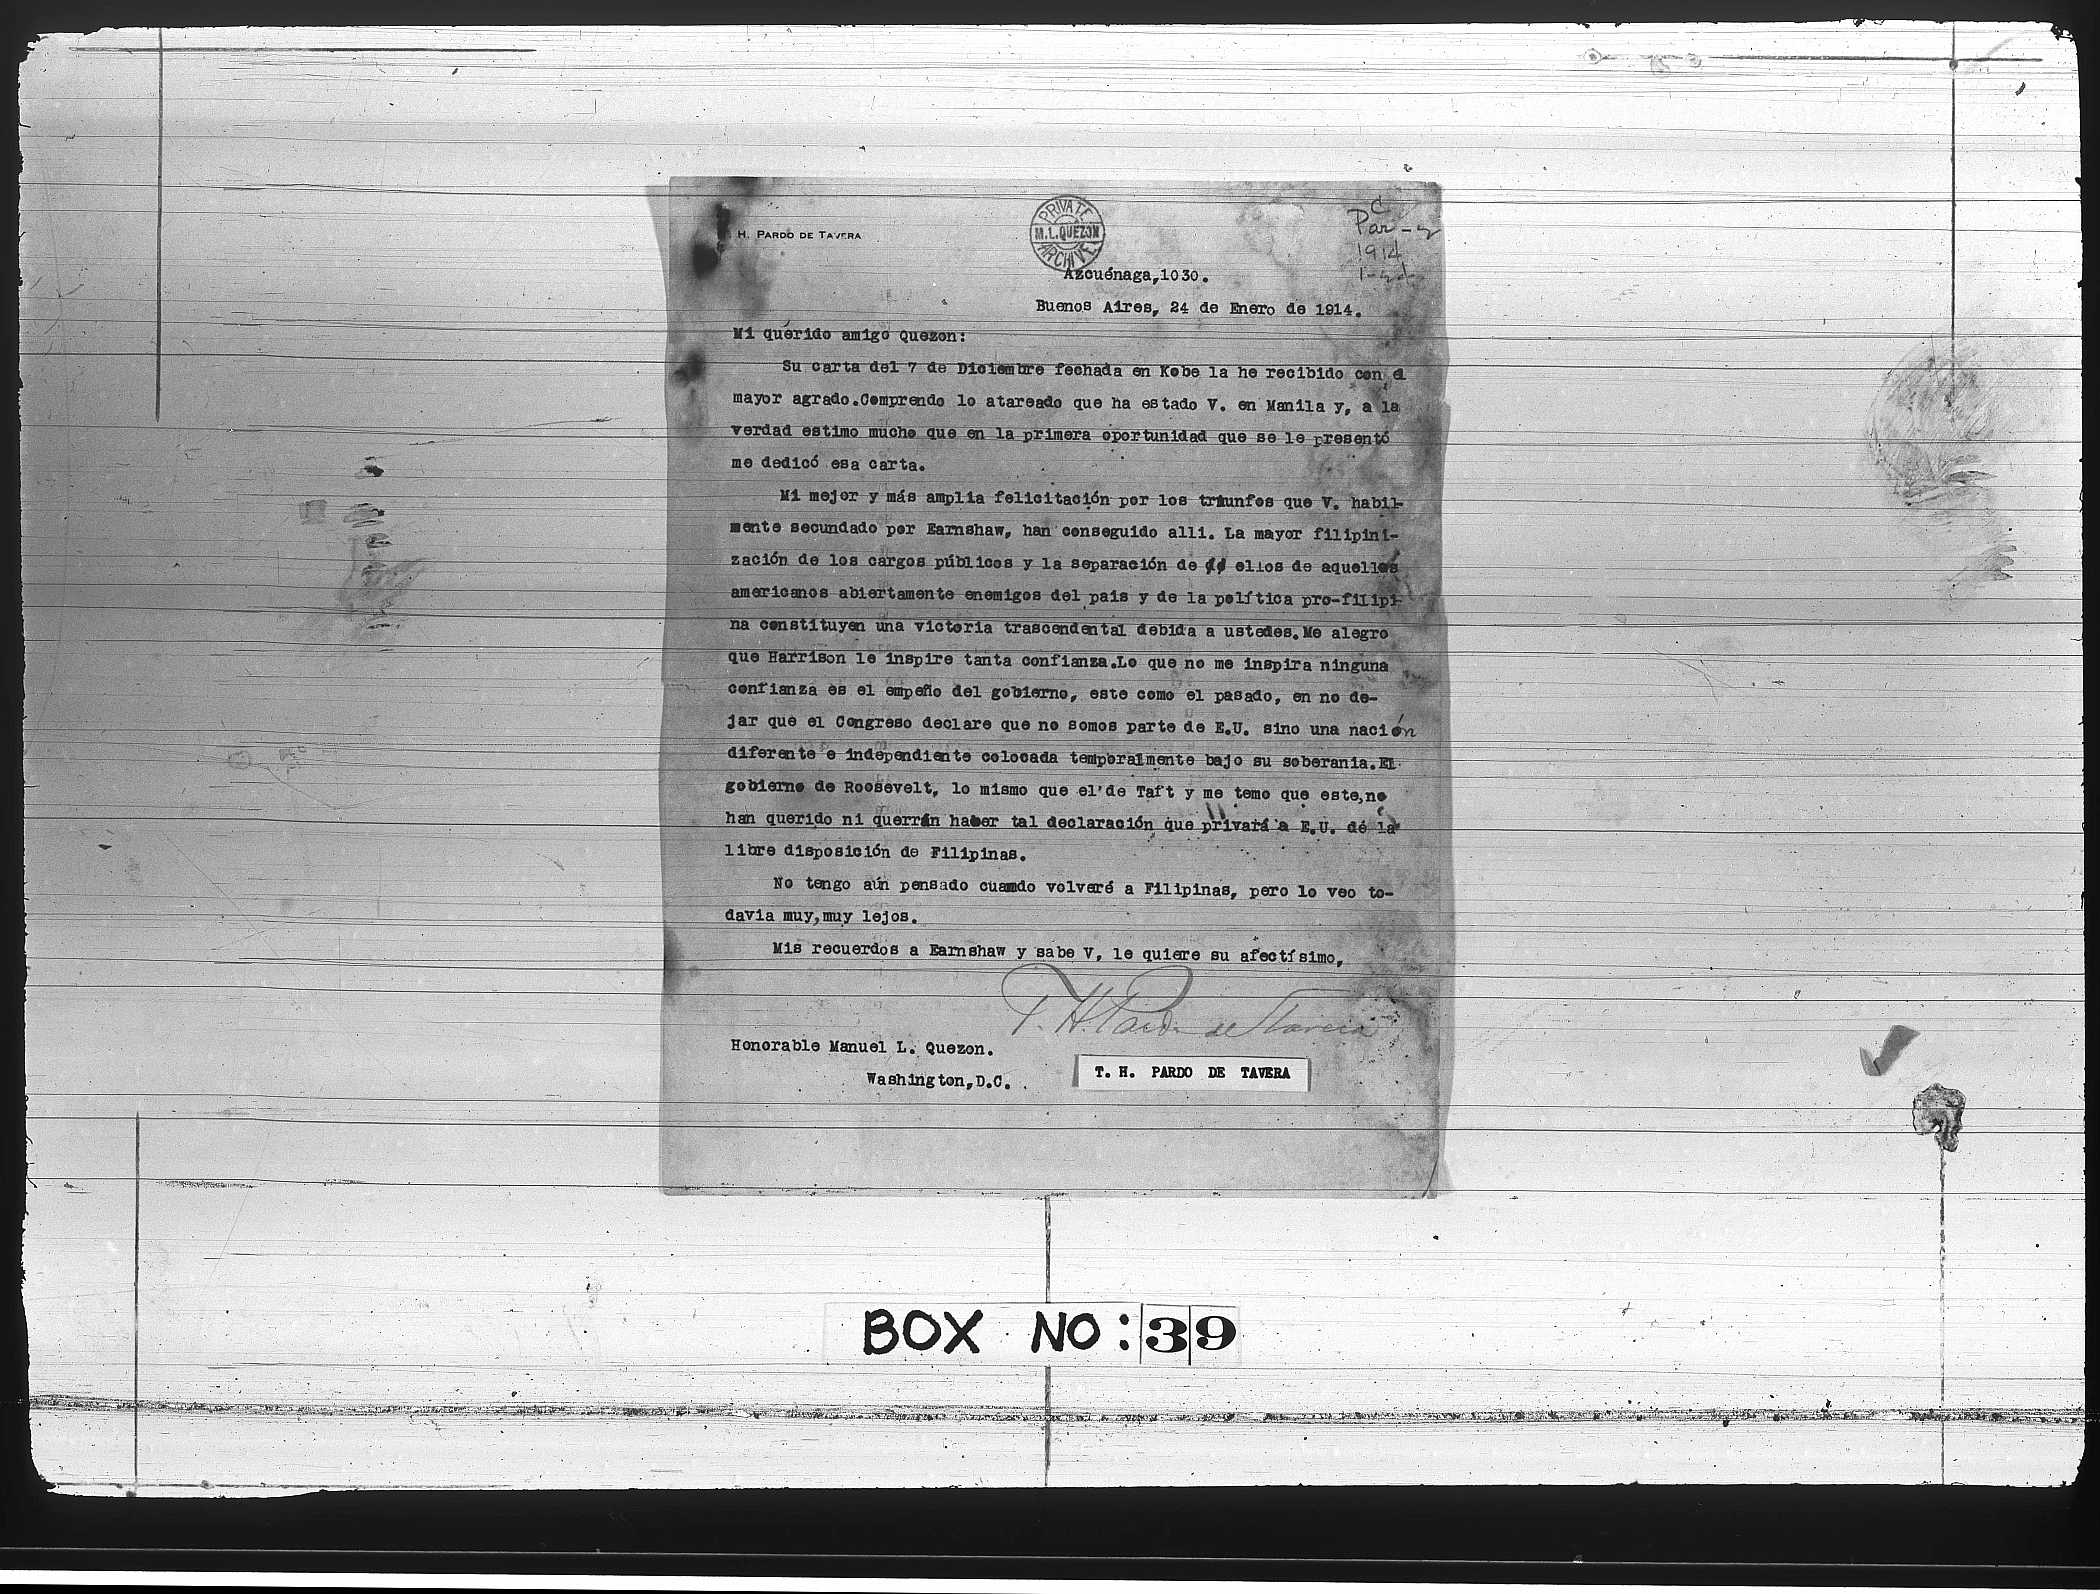 H. PARDO DE TAVERA
PRIVATE
M.L.QUEZON
ARCHIVE
C
P
Par-
1914
Azcuénaga,1030.
Buenos Aires, 24 de Enero de 1914.
Mi querido amigo Quezon:
Su carta del 7 de Diciembre fechada en Kobe la he recibido con el
mayor agrado.Comprendo lo atareado que ha estado V. en Manila y, a la
verdad estimo mucho que en la primera oportunidad que se le presentó
me dedicó esa carta.
Mi mejor y más amplia felicitación por los triunfos que V. habil-
mente secundado por Earnshaw, han conseguido alli. La mayor filipini-
zación de los cargos públicos y la separación de ellos de aquellos
americanos abiertamente enemigos del pais y de la política pro-filipi-
na constituyen una victoria trascendental debida a ustedes.Me alegro
que Harrison le inspire tanta confianza.Lo que no me inspira ninguna
confianza es el empeño del gobierno, este como el pasado, en no de-
jar que el Congreso declare que no somos parte de E.U. sino una nación
diferente e independiente colocada temporalmente bajo su soberania.El
gobierno de Roosevelt, lo mismo que el de Taft y me temo que este,no
han querido ni querrán hacer tal declaración que privará a E.U. de la
libre disposición de Filipinas.
No tengo aún pensado cuamdo volveré a Filipinas, pero lo veo to-
davia muy,muy lejos.
Mis recuerdos a Earnshaw y sabe V. le quiere su afectísimo,
T. H. Pardo de Tavera
Honorable Manuel L. Quezon.
Washington,D.C.
T. H. PARDO DE TAVERA
BOX NO:39